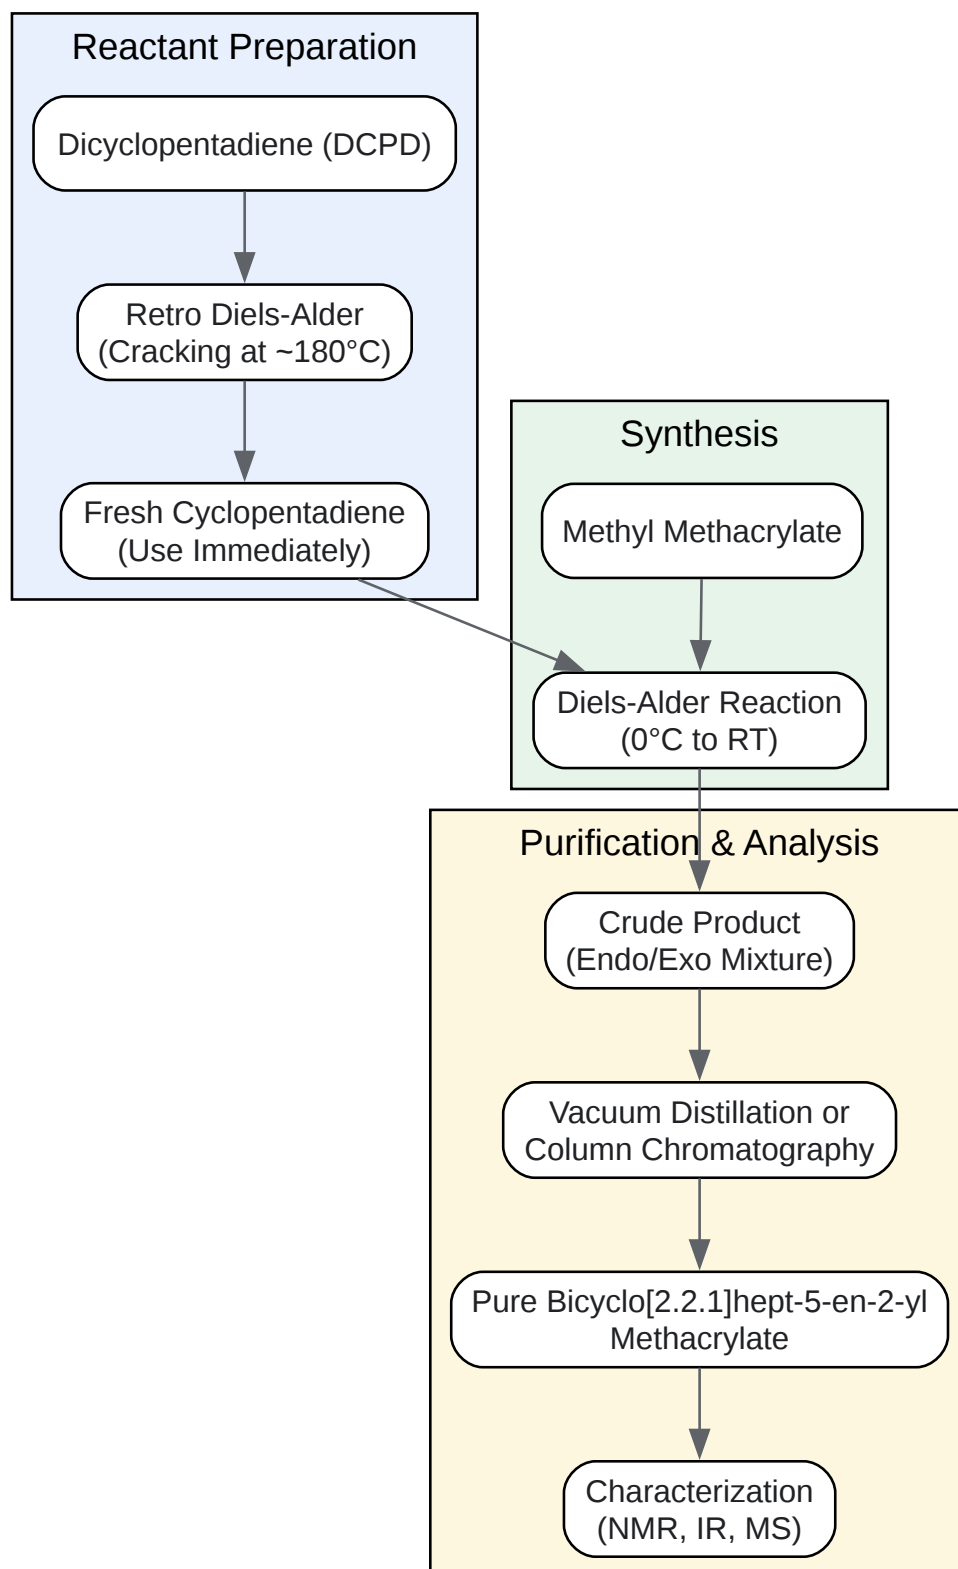 Reactant Preparation
Dicyclopentadiene (DCPD)
Retro Diels-Alder
(Cracking at ~180°C)
Fresh Cyclopentadiene
(Use Immediately)
Synthesis
Methyl Methacrylate
Diels-Alder Reaction
(0°C to RT)
Purification & Analysis
Crude Product
(Endo/Exo Mixture)
Vacuum Distillation or
Column Chromatography
Pure Bicyclo[2.2.1]hept-5-en-2-yl
Methacrylate
Characterization
(NMR, IR, MS)